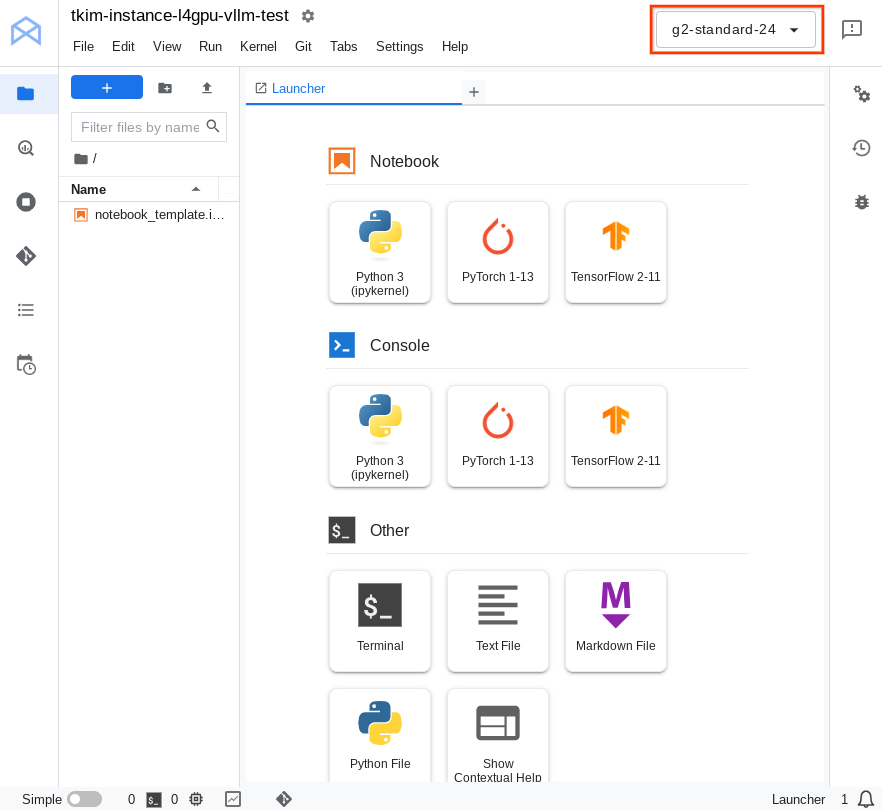 tkim-instance-l4gpu-vllm-test
File Edit View Run Kernel Git Tabs Settings Help
g2-standard-24
Filter files by name
/
Name
...
notebook_template.i...
Launcher
Notebook
Python 3
(ipykernel)
PyTorch 1-13
TensorFlow 2-11
Console
Python 3
(ipykernel)
PyTorch 1-13
TensorFlow 2-11
$_ Other
$_
Terminal
Text File
M
Markdown File
Python File
Show
Contextual Help
Simple 0 $_ 0 Launcher 1